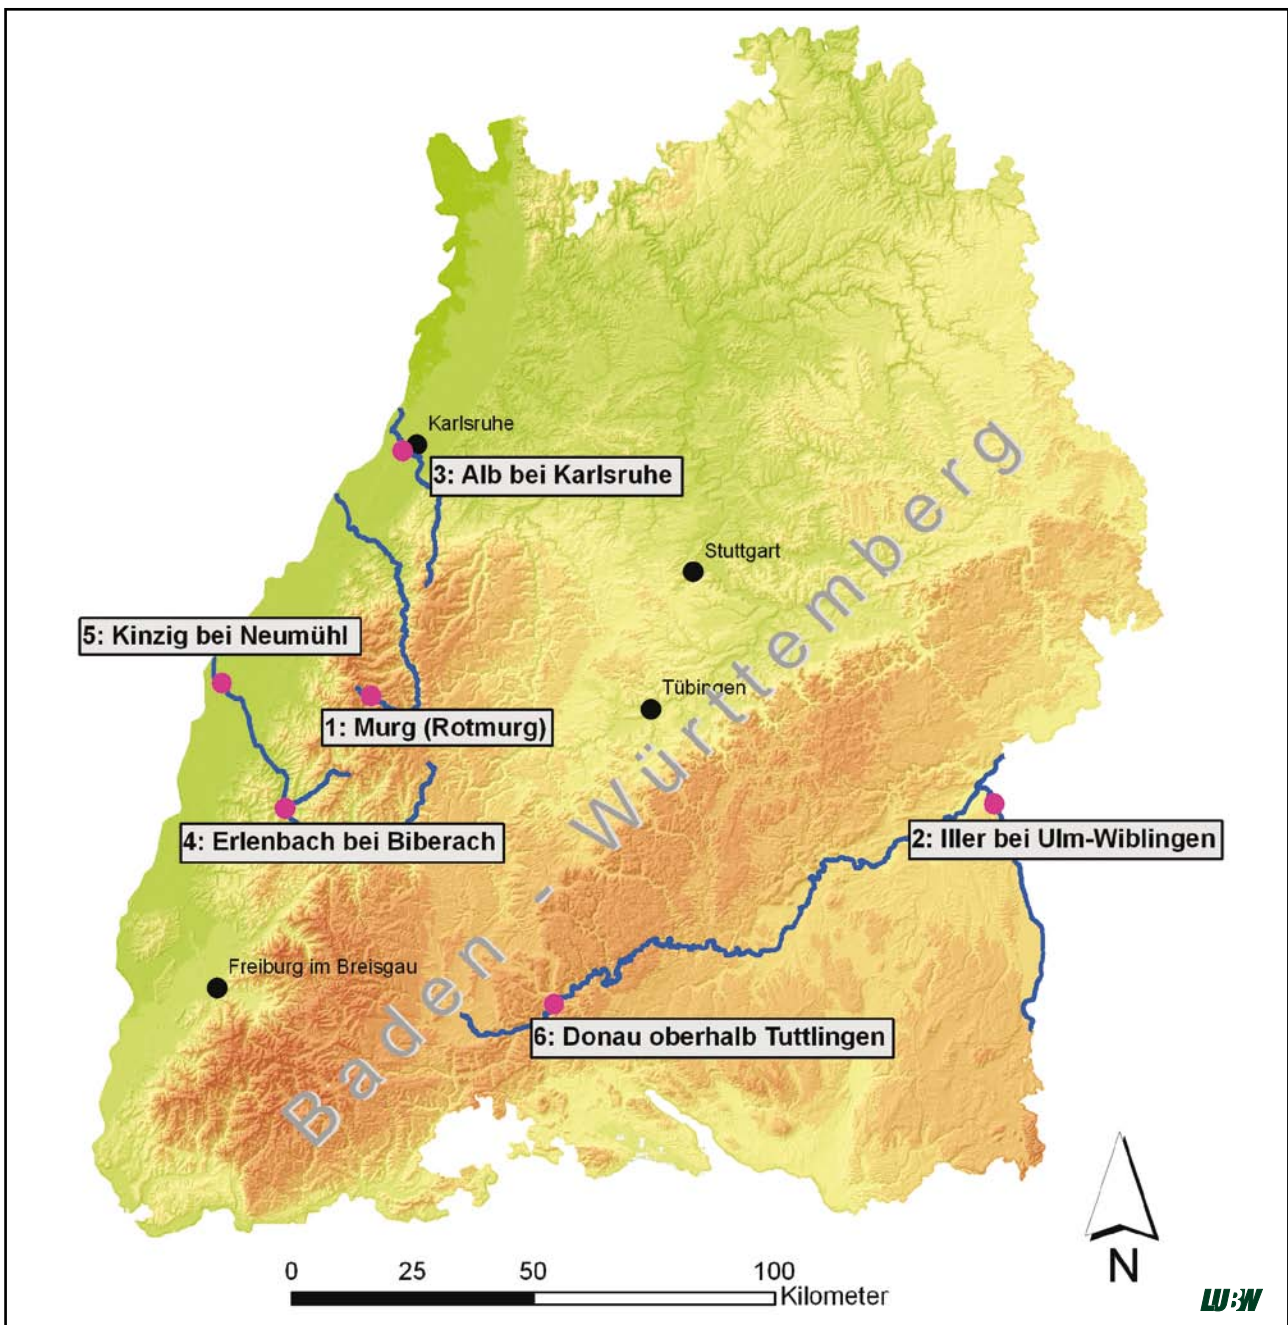 Karlsruhe
3: Alb bei Karlsruhe
Stuttgart
5: Kinzig bei Neumühl
Tübingen
1: Murg (Rotmurg)
4: Erlenbach bei Biberach
2: Iller bei Ulm-Wiblingen
Freiburg im Breisgau
6: Donau oberhalb Tuttlingen
Baden - Württemberg
0 25 50 100
Kilometer
N
LUBW